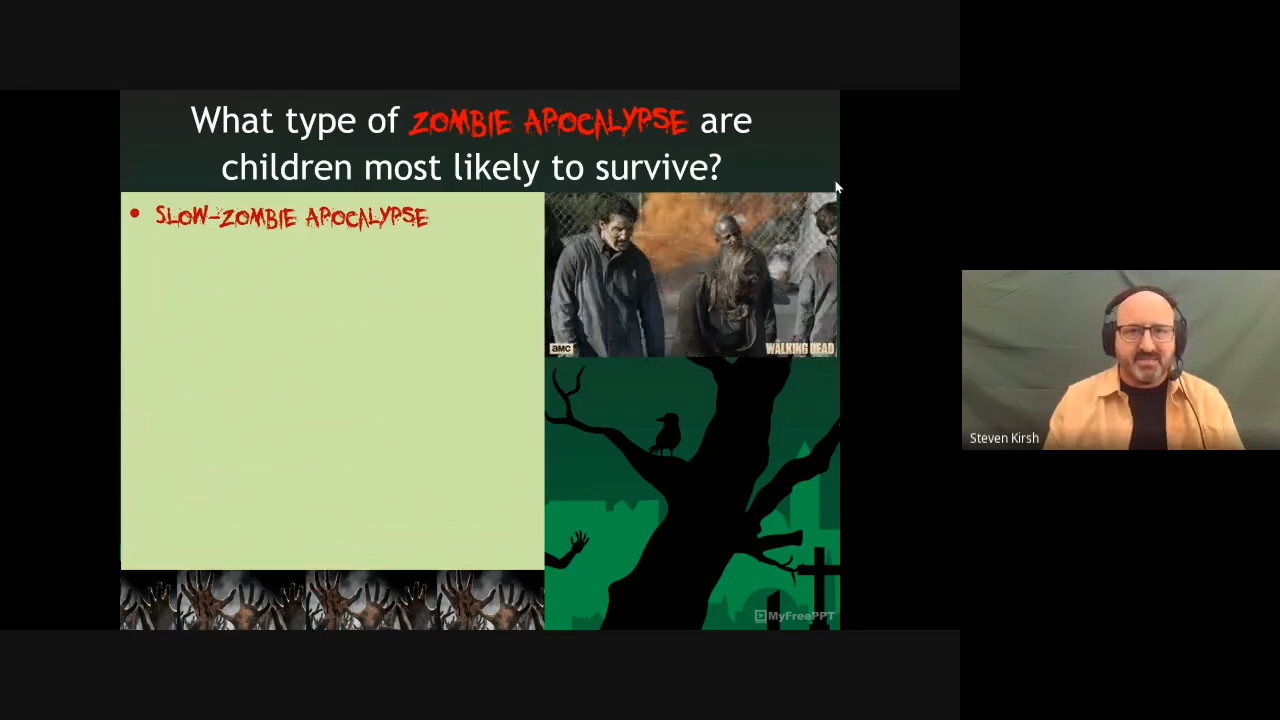 What type of ZOMBIE APOCALYPSE are
children most likely to survive?
• SLOW-ZOMBIE APOCALYPSE
amc
THE WALKING DEAD
Steven Kirsh
MyFreePPT